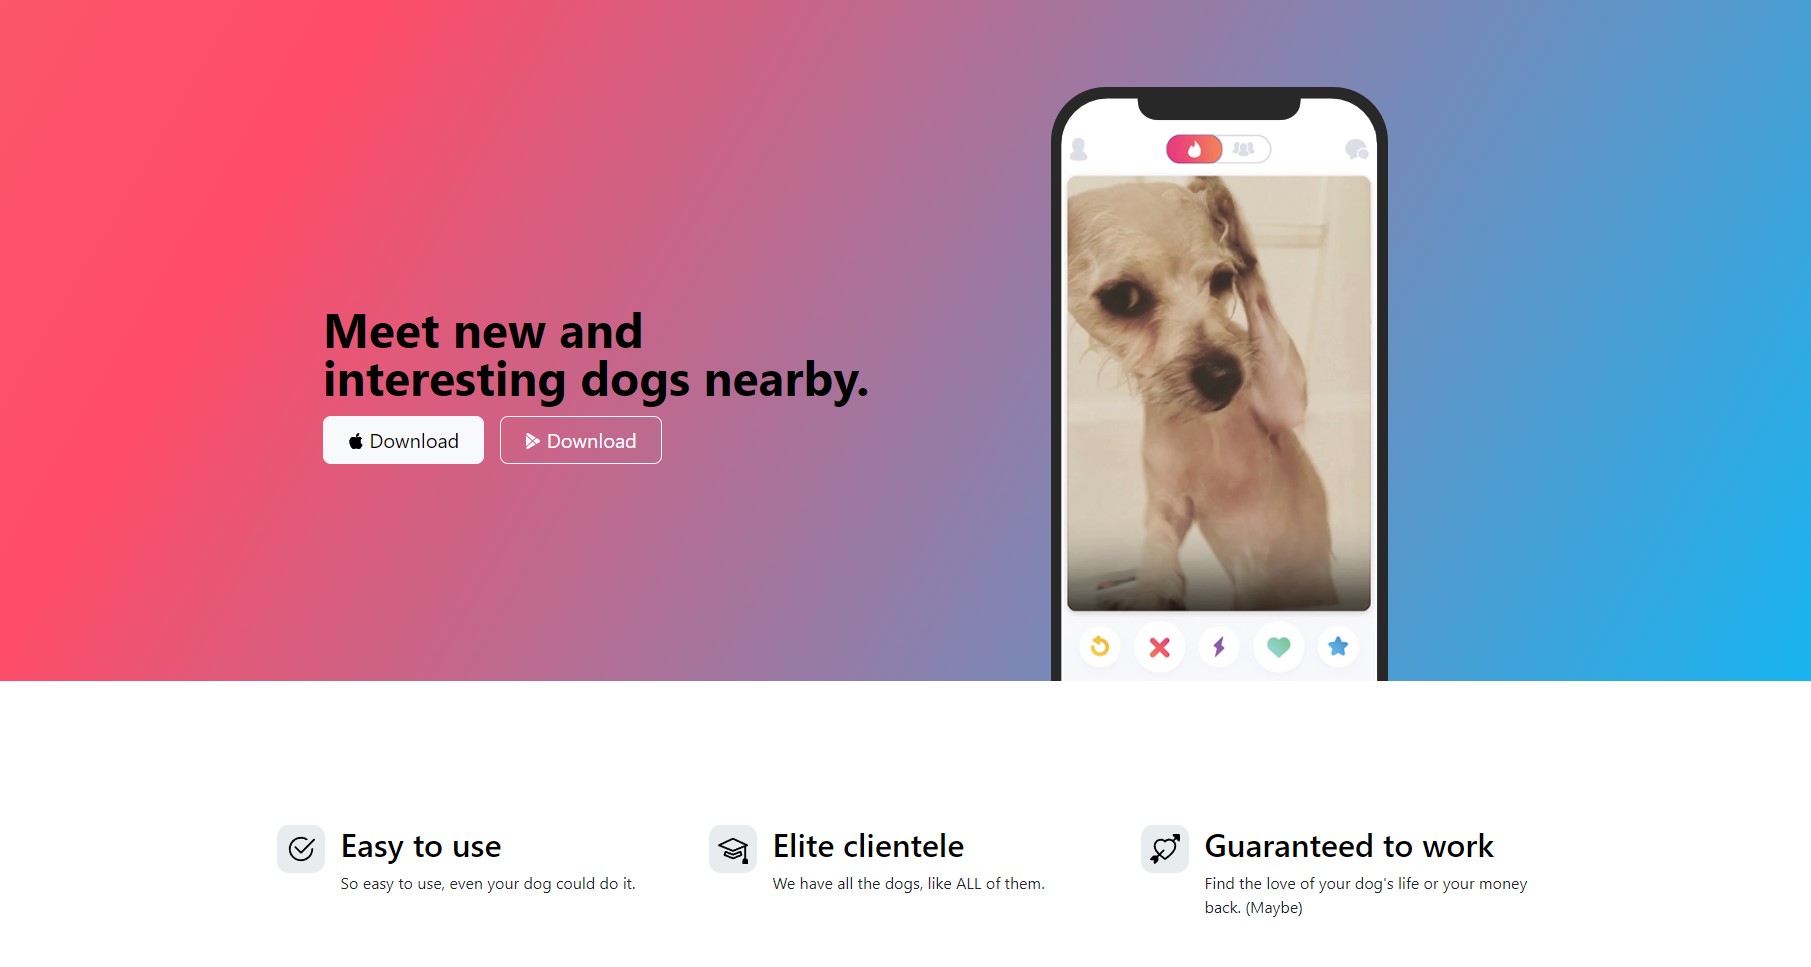 Meet new and
interesting dogs nearby.
Download
Download
Easy to use
So easy to use, even your dog could do it.
Elite clientele
We have all the dogs, like ALL of them.
Guaranteed to work
Find the love of your dog's life or your money
back. (Maybe)